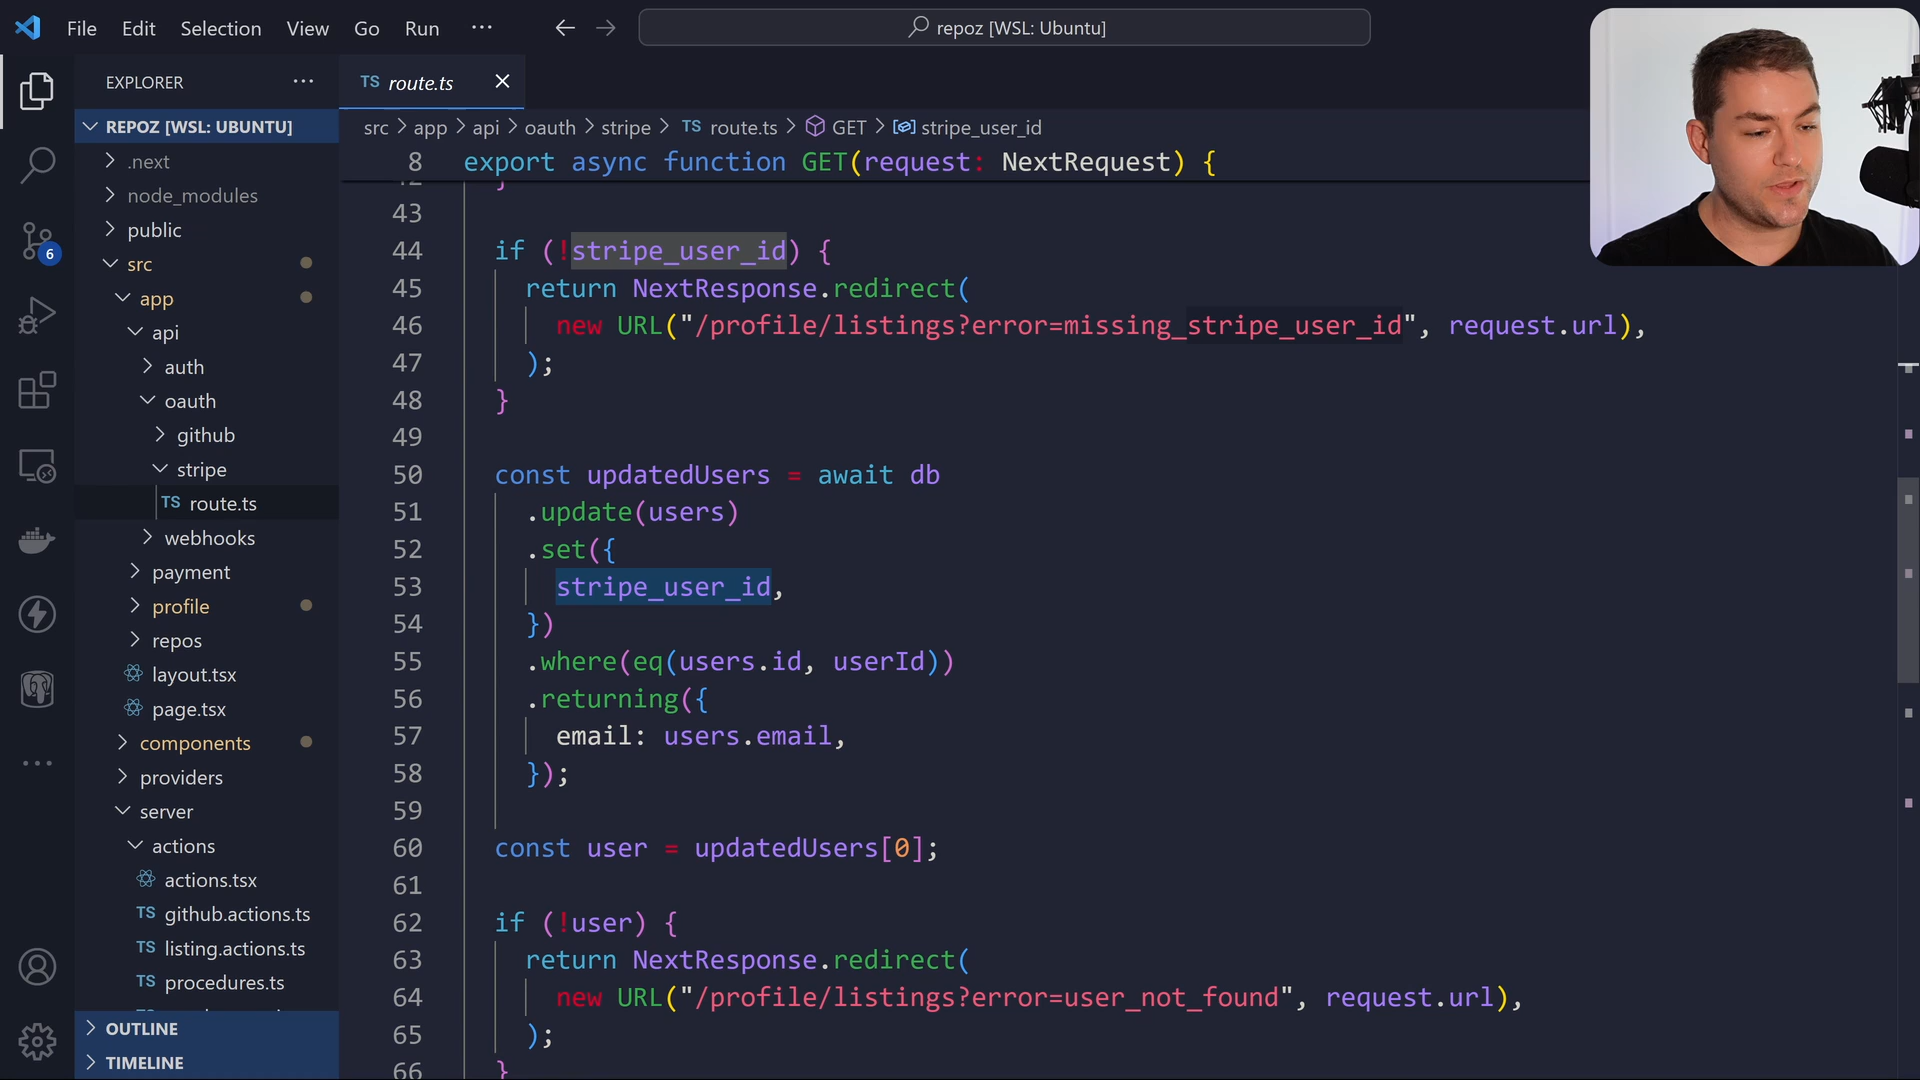 File Edit Selection View Go Run ···
repoz [WSL: Ubuntu]
EXPLORER ···
TS route.ts
REPOZ [WSL: UBUNTU]
src > app > api > oauth > stripe > TS route.ts > GET > stripe_user_id
.next
node_modules
public
6
src
app
api
auth
oauth
github
stripe
TS route.ts
webhooks
payment
profile
repos
layout.tsx
page.tsx
components
providers
server
actions
actions.tsx
TS github.actions.ts
TS listing.actions.ts
TS procedures.ts
OUTLINE
TIMELINE
8 export async function GET(request: NextRequest) {
42 }
43
44 if (!stripe_user_id) {
45 return NextResponse.redirect(
46 new URL("/profile/listings?error=missing_stripe_user_id", request.url),
47 );
48 }
49
50 const updatedUsers = await db
51 .update(users)
52 .set({
53 stripe_user_id,
54 })
55 .where(eq(users.id, userId))
56 .returning({
57 email: users.email,
58 });
59
60 const user = updatedUsers[0];
61
62 if (!user) {
63 return NextResponse.redirect(
64 new URL("/profile/listings?error=user_not_found", request.url),
65 );
66 }